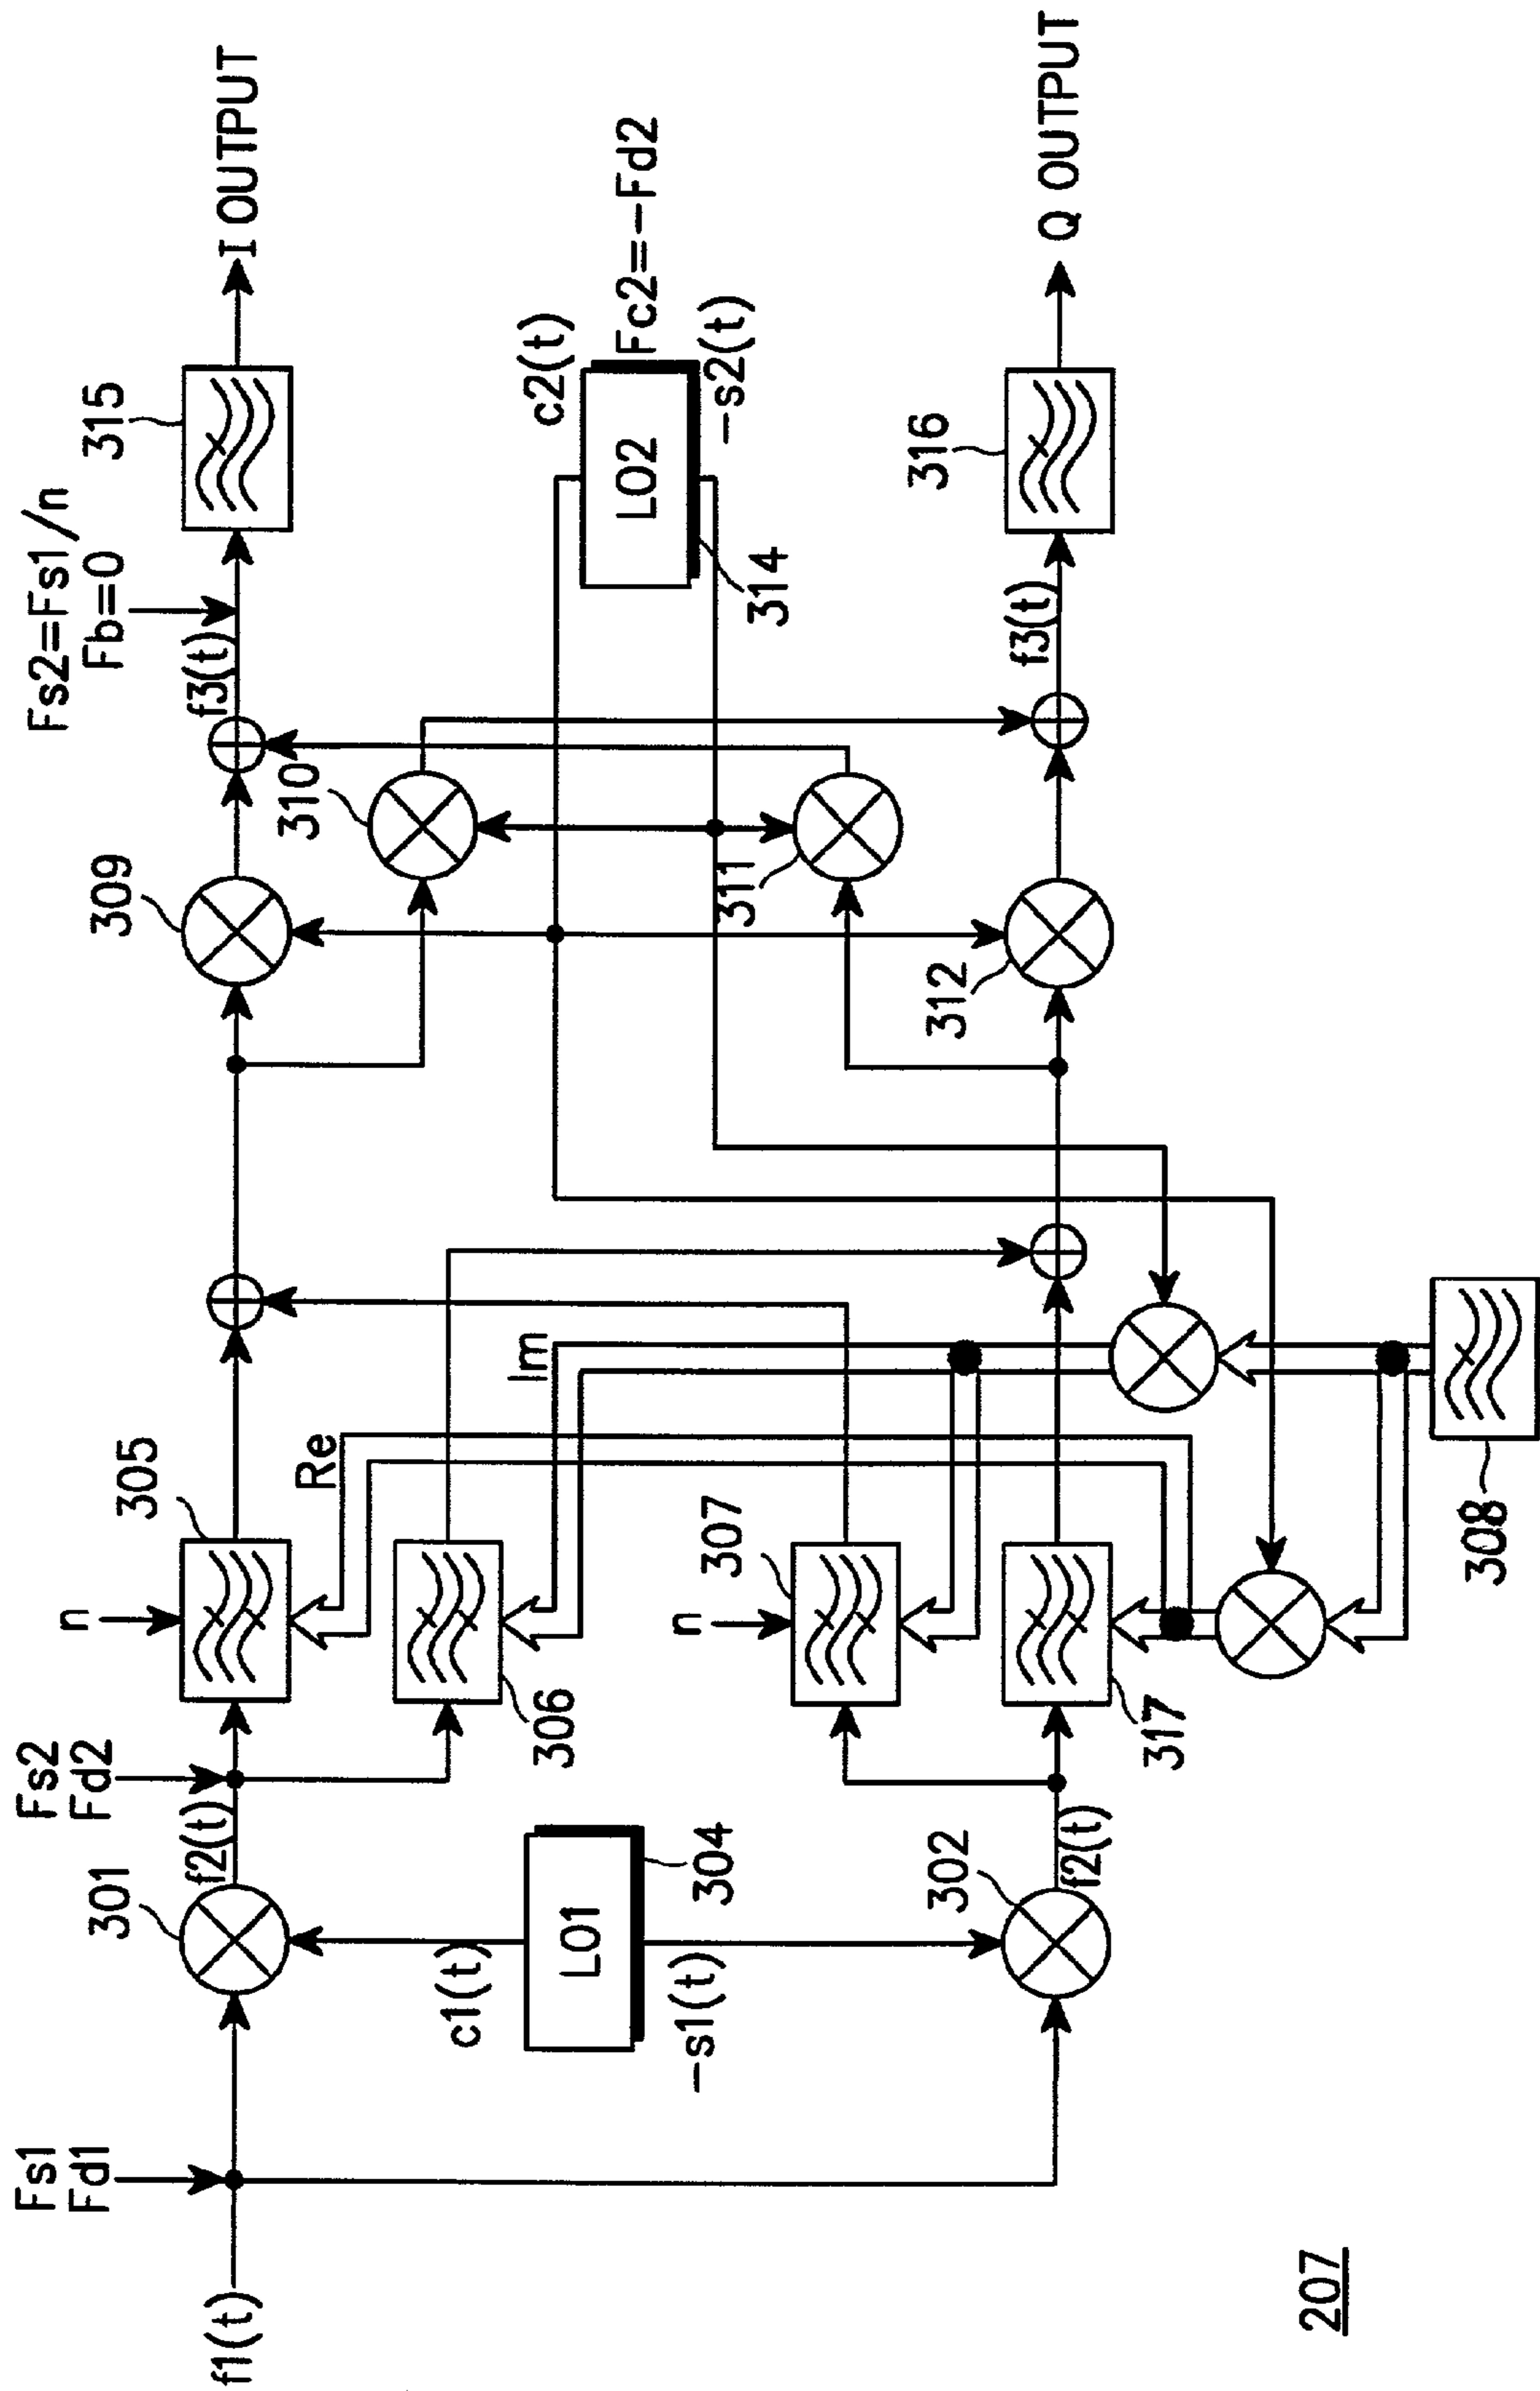 f1(t)
Fs1
Fd1
301
c1(t)
LO1
304
-s1(t)
302
f2(t)
f2(t)
Fs2
Fd2
n
305
306
Re
Im
n
307
317
308
309
310
311
312
Fs2=Fs1/n
Fb=0
f3(t)
f3(t)
c2(t)
LO2
Fc2=-Fd2
-s2(t)
314
315
316
I OUTPUT
Q OUTPUT
207